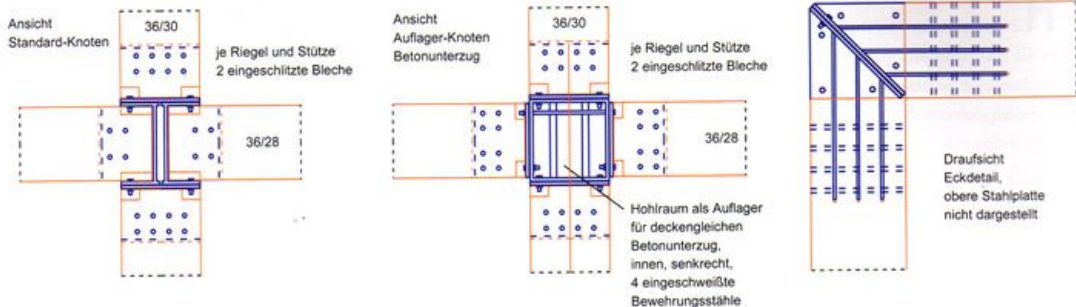 Ansicht
Standard-Knoten
36/30
je Riegel und Stütze
2 eingeschlitzte Bleche
36/28
Ansicht
Auflager-Knoten
Betonunterzug
36/30
je Riegel und Stütze
2 eingeschlitzte Bleche
36/28
Hohlraum als Auflager
für deckengleichen
Betonunterzug,
innen, senkrecht,
4 eingeschweißte
Bewehrungsstähle
Draufsicht
Eckdetail,
obere Stahlplatte
nicht dargestellt